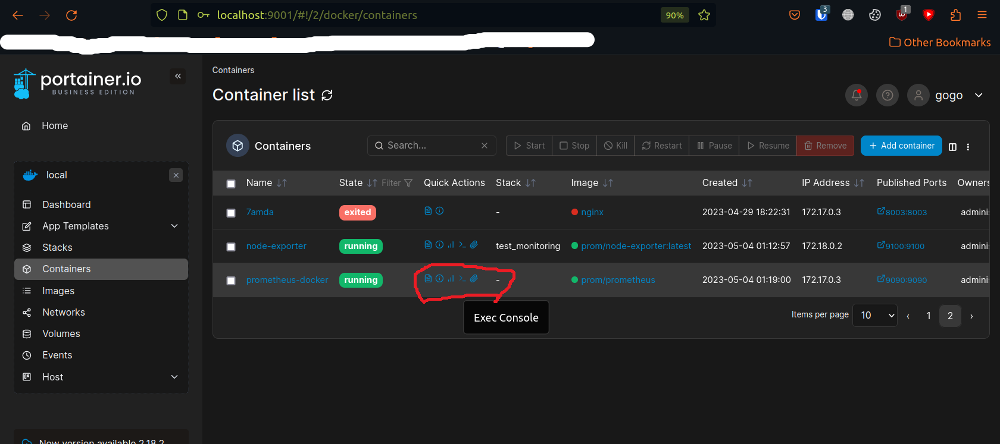 localhost:9001/#!/2/docker/containers
90%
3
1
Other Bookmarks
portainer.io
BUSINESS EDITION
Home
local
Dashboard
App Templates
Stacks
Containers
Images
Networks
Volumes
Events
Host
New version available 2.18.2
Containers
Container list
gogo
Containers
Search...
Start
Stop
Kill
Restart
Pause
Resume
Remove
+ Add container
Name State Filter Quick Actions Stack Image Created IP Address Published Ports Owners
7amda exited - nginx 2023-04-29 18:22:31 172.17.0.3 8003:8003 adminis
node-exporter running test_monitoring prom/node-exporter:latest 2023-05-04 01:12:57 172.18.0.2 9100:9100 adminis
prometheus-docker running - prom/prometheus 2023-05-04 01:19:00 172.17.0.3 9090:9090 adminis
Exec Console
Items per page 10 ‹ 1 2 ›